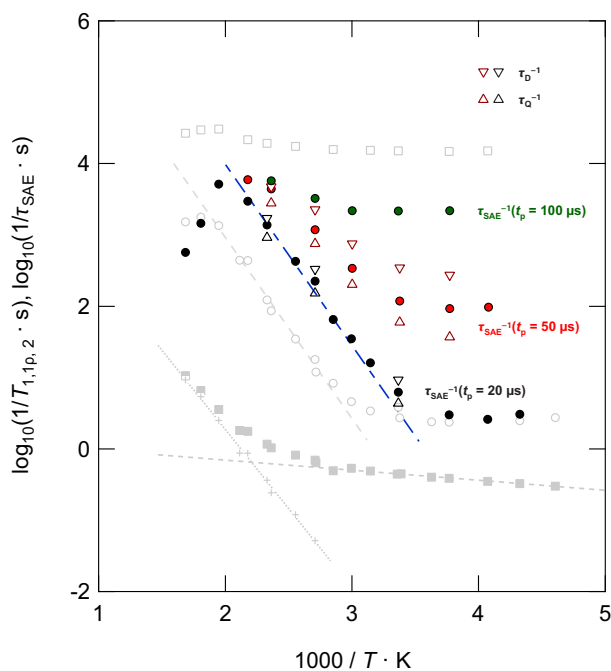 6
4
2
0
-2
1
2
3
4
5
1000 / T · K
log₁₀(1/T₁,₁ₚ, ₂ · s), log₁₀(1/τSAE · s)
τD⁻¹
τQ⁻¹
τSAE⁻¹(tp = 100 µs)
τSAE⁻¹(tp = 50 µs)
τSAE⁻¹(tp = 20 µs)